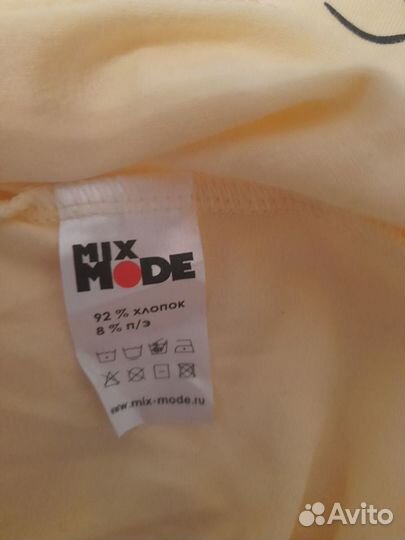 MIX
MODE
92 % ХЛОПОК
8 % П/Э
www.mix-mode.ru
Avito